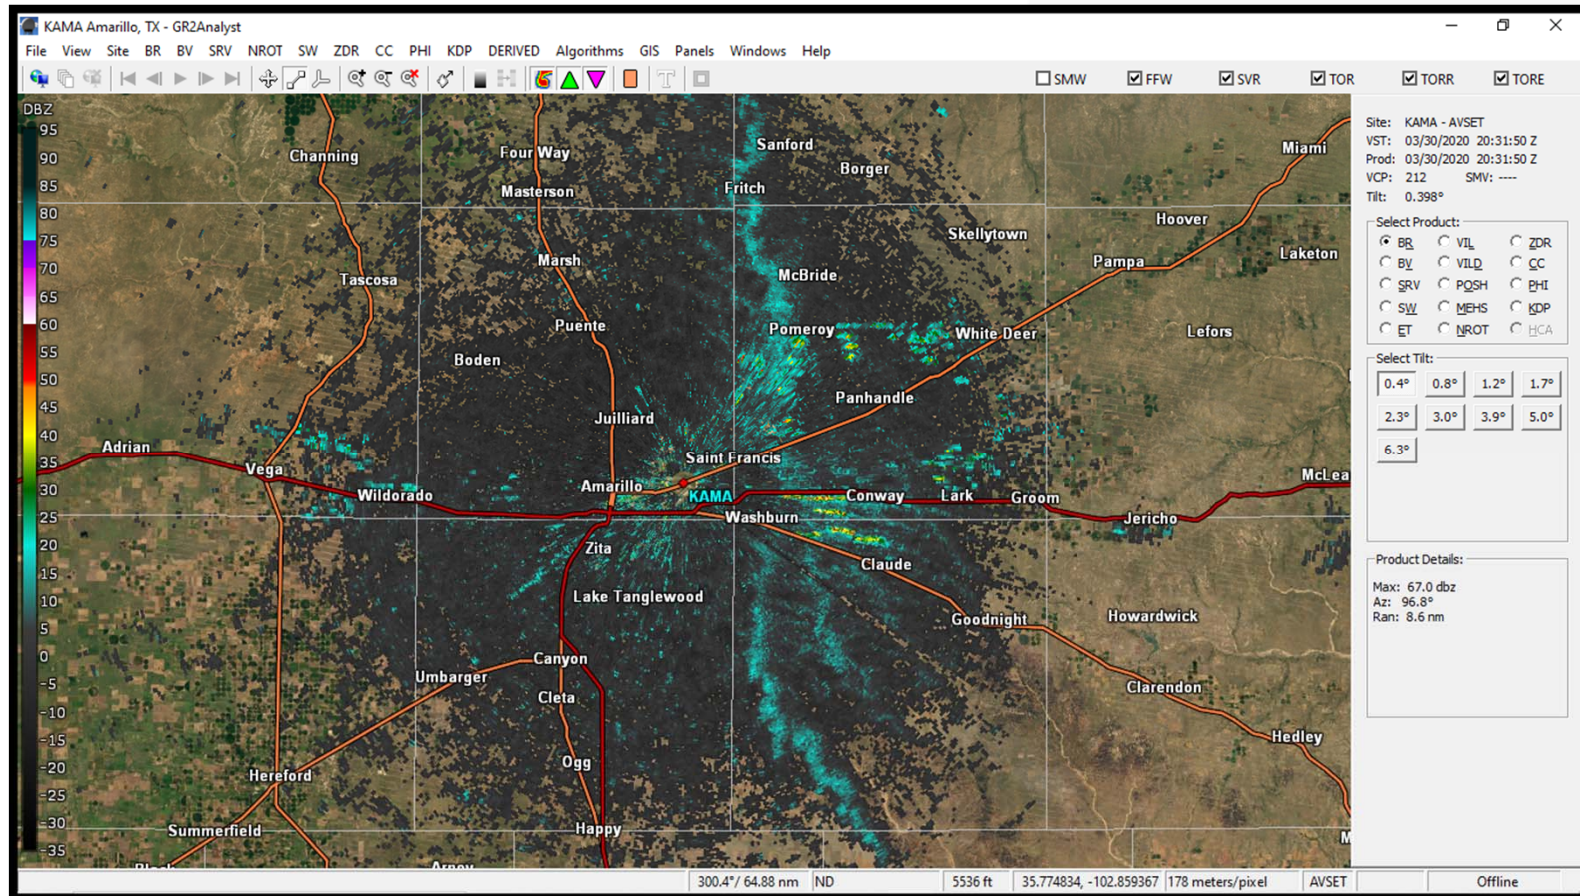 KAMA Amarillo, TX - GR2Analyst
File View Site BR BV SRV NROT SW ZDR CC PHI KDP DERIVED Algorithms GIS Panels Windows Help
SMW FFW SVR TOR TORR TORE
DBZ
95
90
85
80
75
70
65
60
55
50
45
40
35
30
25
20
15
10
5
0
-5
-10
-15
-20
-25
-30
-35
Sanford
Channing
Four Way
Borger
Miami
Masterson
Fritch
Hoover
Skellytown
Laketon
Marsh
Pampa
Tascosa
McBride
Puente
Pomeroy
White Deer
Lefors
Boden
Panhandle
Juilliard
Adrian
Saint Francis
Vega
McLea
Amarillo
Wildorado
KAMA
Conway
Lark
Groom
Washburn
Jericho
Zita
Claude
Lake Tanglewood
Howardwick
Goodnight
Canyon
Umbarger
Clarendon
Cleta
Hedley
Ogg
Hereford
Happy
Summerfield
Site: KAMA - AVSET
VST: 03/30/2020 20:31:50 Z
Prod: 03/30/2020 20:31:50 Z
VCP: 212 SMV: ----
Tilt: 0.398°
Select Product:
BR VIL ZDR
BV VILD CC
SRV POSH PHI
SW MEHS KDP
ET NROT HCA
Select Tilt:
0.4° 0.8° 1.2° 1.7°
2.3° 3.0° 3.9° 5.0°
6.3°
Product Details:
Max: 67.0 dbz
Az: 96.8°
Ran: 8.6 nm
300.4°/ 64.88 nm ND 5536 ft 35.774834, -102.859367 178 meters/pixel AVSET Offline